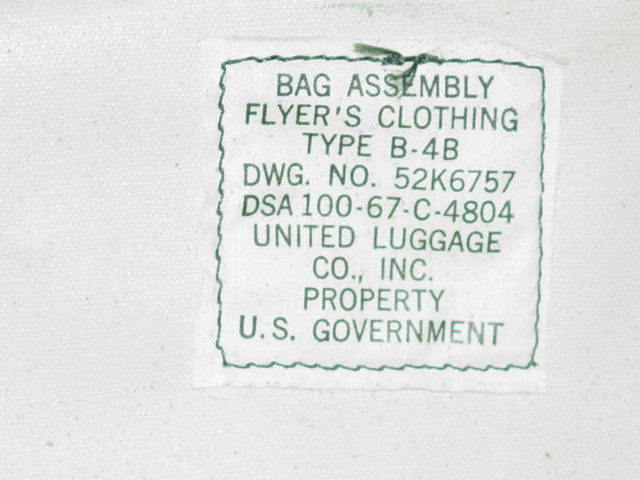 BAG ASSEMBLY
FLYER'S CLOTHING
TYPE B-4B
DWG. NO. 52K6757
DSA 100-67-C-4804
UNITED LUGGAGE
CO., INC.
PROPERTY
U.S. GOVERNMENT